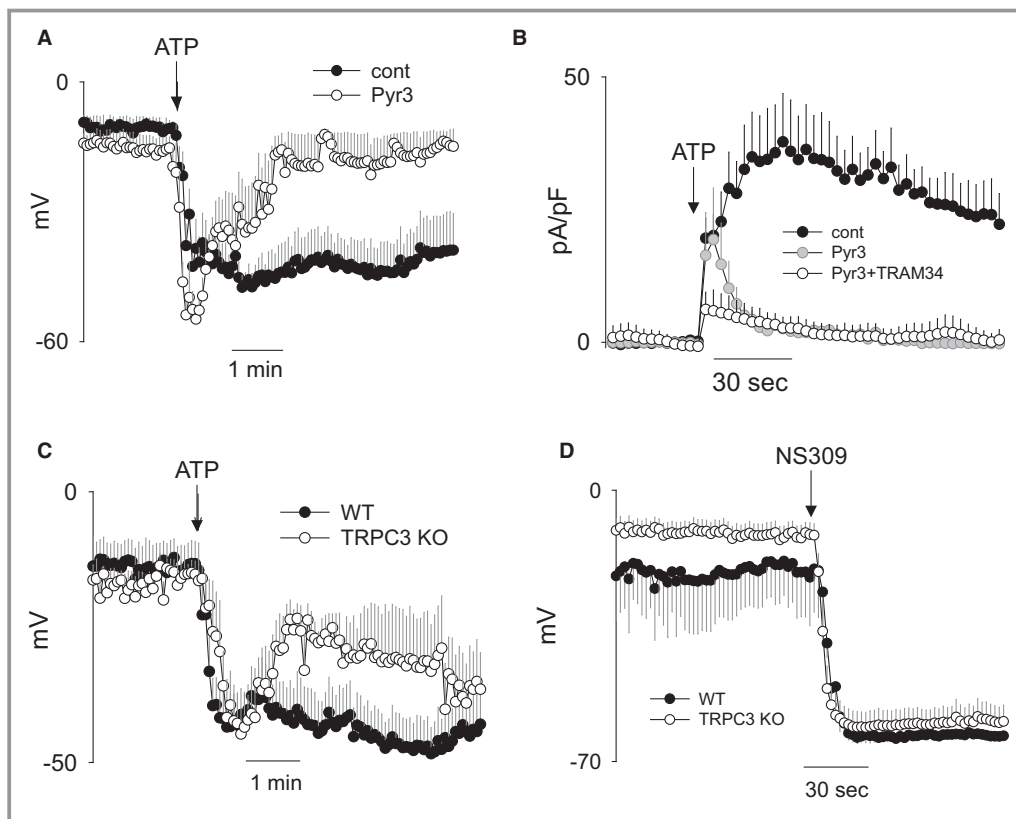 A
ATP
cont
Pyr3
0
mV
-60
1 min
B
50
ATP
pA/pF
cont
Pyr3
Pyr3+TRAM34
0
30 sec
C
ATP
0
WT
TRPC3 KO
mV
-50
1 min
D
NS309
0
mV
WT
TRPC3 KO
-70
30 sec